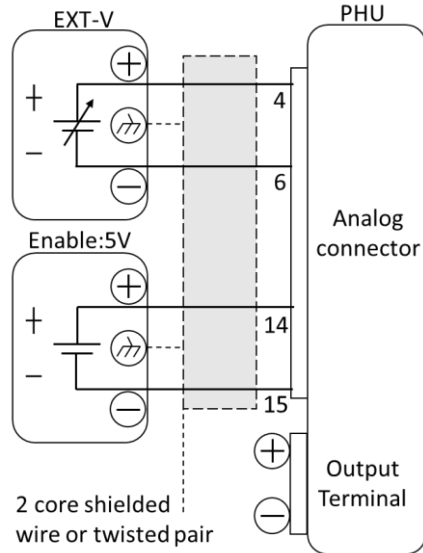 EXT-V
PHU
+
−
+
−
4
6
Analog
connector
Enable:5V
+
−
+
−
14
15
+
−
Output
Terminal
2 core shielded
wire or twisted pair